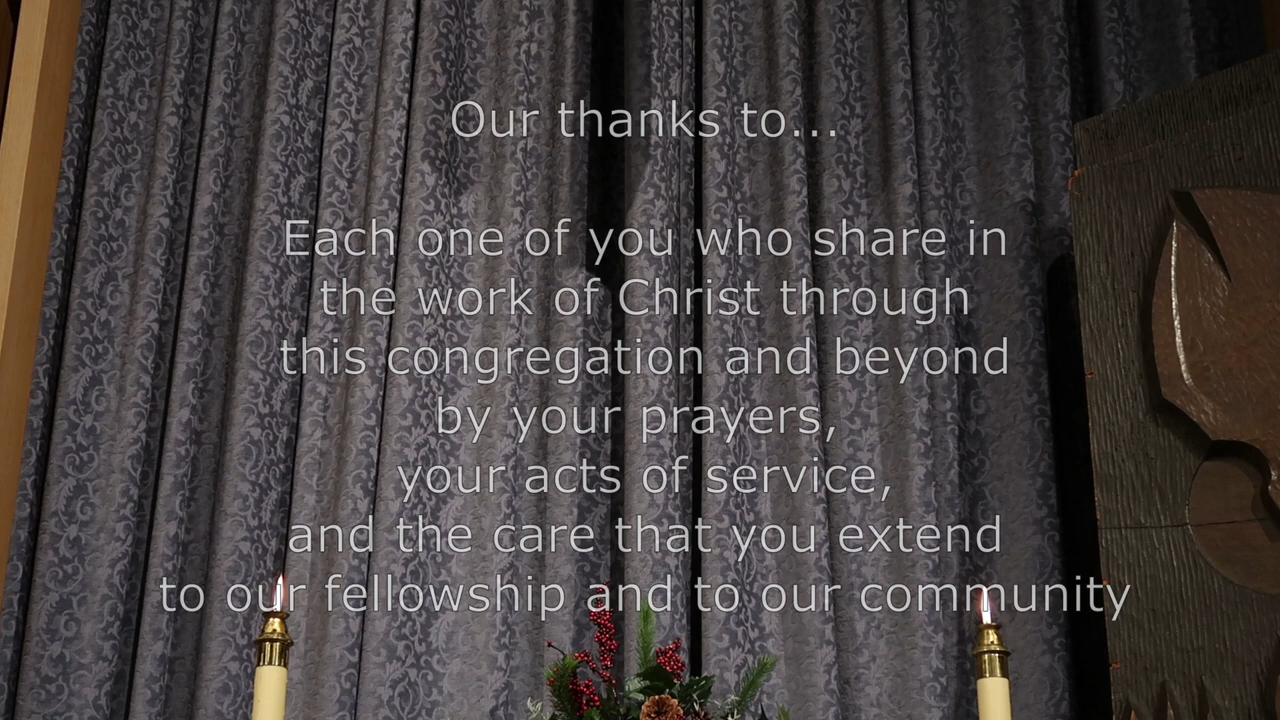 Our thanks to...
Each one of you who share in
the work of Christ through
this congregation and beyond
by your prayers,
your acts of service,
and the care that you extend
to our fellowship and to our community